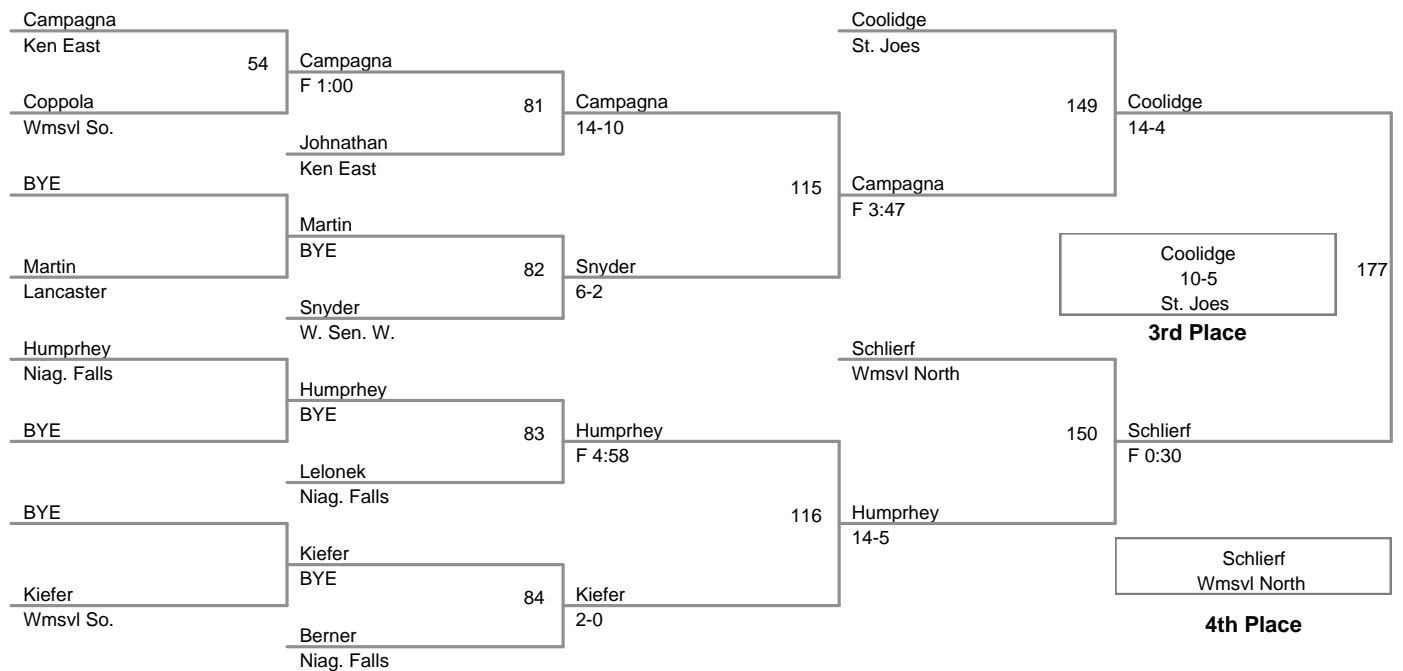 Campagna
Ken East
54
Coppola
Wmsvl So.
BYE
Martin
Lancaster
Humprhey
Niag. Falls
BYE
BYE
Kiefer
Wmsvl So.
Campagna
F 1:00
81
Johnathan
Ken East
Martin
BYE
82
Snyder
W. Sen. W.
Humprhey
BYE
83
Lelonek
Niag. Falls
Kiefer
BYE
84
Berner
Niag. Falls
Campagna
14-10
115
Snyder
6-2
Humprhey
F 4:58
116
Kiefer
2-0
Coolidge
St. Joes
149
Campagna
F 3:47
Schlierf
Wmsvl North
150
Humprhey
14-5
Coolidge
14-4
177
Schlierf
F 0:30
Coolidge
10-5
St. Joes
3rd Place
Schlierf
Wmsvl North
4th Place